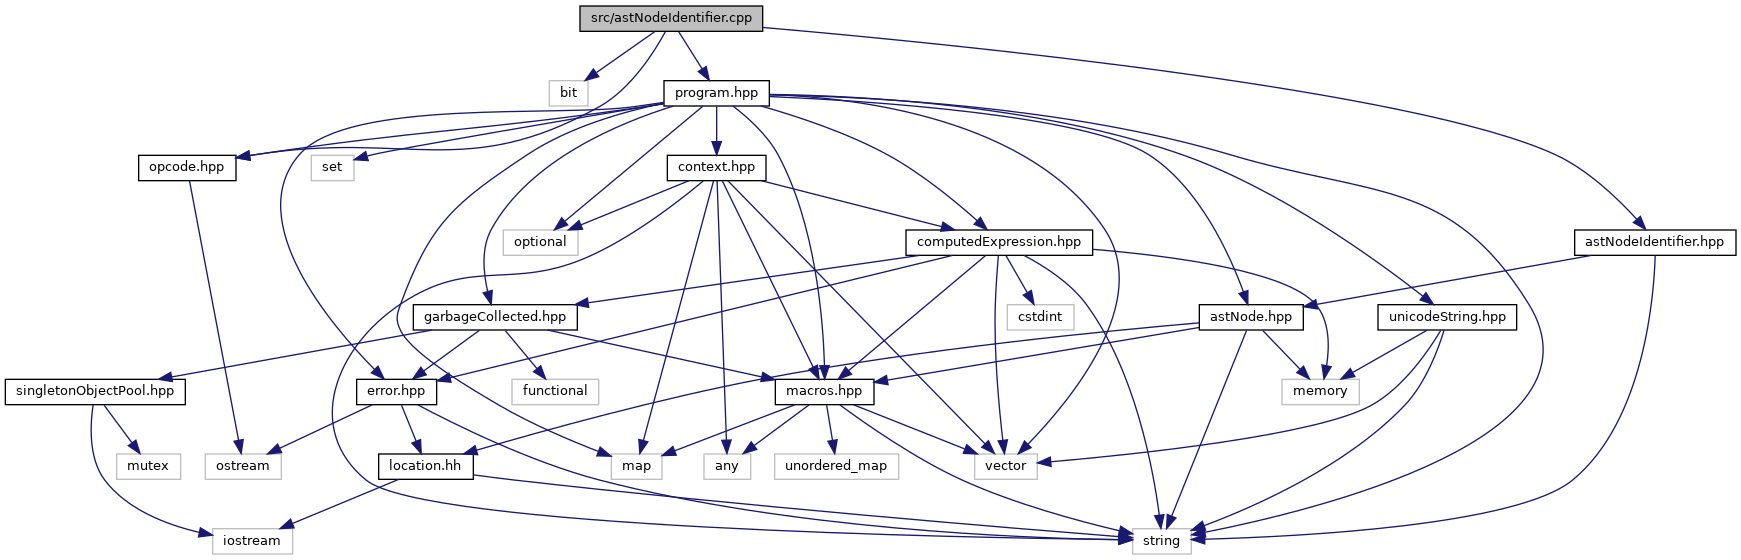 src/astNodeIdentifier.cpp
bit
program.hpp
opcode.hpp
set
context.hpp
optional
computedExpression.hpp
astNodeIdentifier.hpp
garbageCollected.hpp
cstdint
astNode.hpp
unicodeString.hpp
singletonObjectPool.hpp
error.hpp
functional
macros.hpp
memory
mutex
ostream
location.hh
map
any
unordered_map
vector
iostream
string